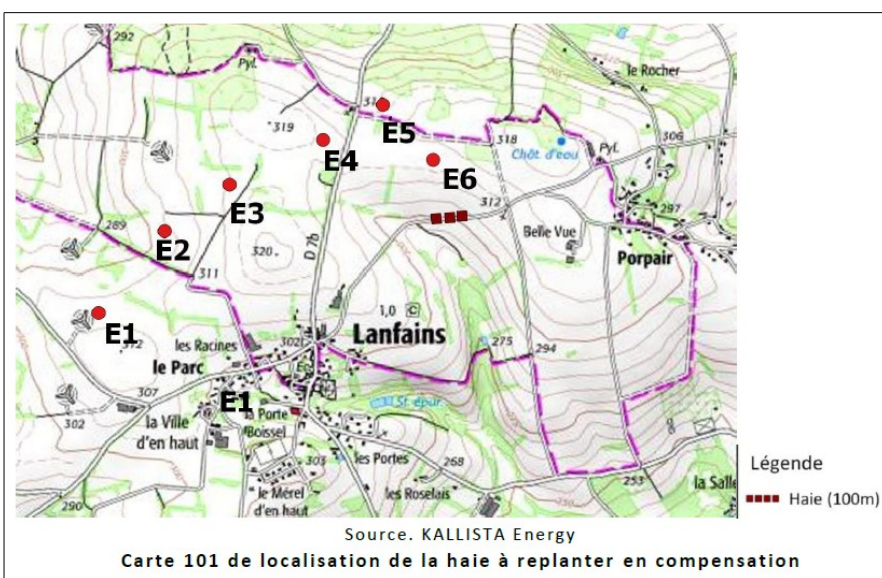 292
Pyl.
le Rocher
319
E5
318
306
E4
Chât. d'eau
Pyl.
E6
E3
312
297
289
E2
D 7b
Belle Vue
Porpair
320
311
E1
1,0 C
312
les Racines
302
Lanfains
275
294
le Parc
307
E1
St. épur.
302
la Ville
d'en haut
la Porte
Boissel
303
les Portes
268
290
le Mérel
d'en haut
les Roselais
253
la Salle
Légende
Haie (100m)
Source. KALLISTA Energy
Carte 101 de localisation de la haie à replanter en compensation